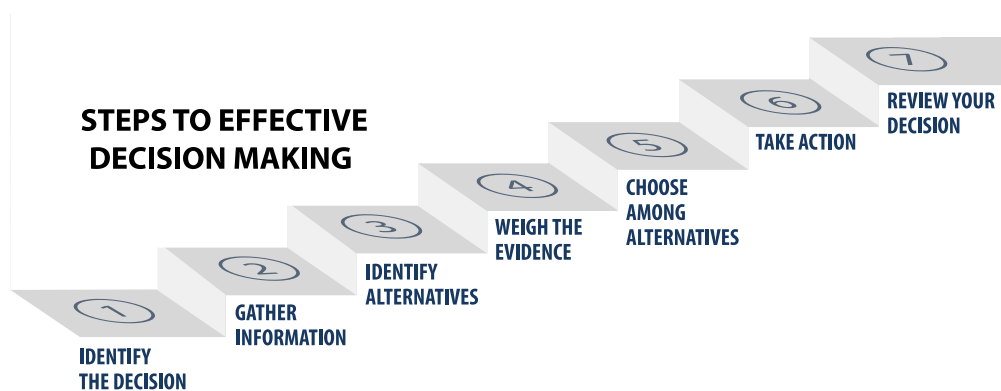 STEPS TO EFFECTIVE
DECISION MAKING
1
IDENTIFY
THE DECISION
2
GATHER
INFORMATION
3
IDENTIFY
ALTERNATIVES
4
WEIGH THE
EVIDENCE
5
CHOOSE
AMONG
ALTERNATIVES
6
TAKE ACTION
7
REVIEW YOUR
DECISION